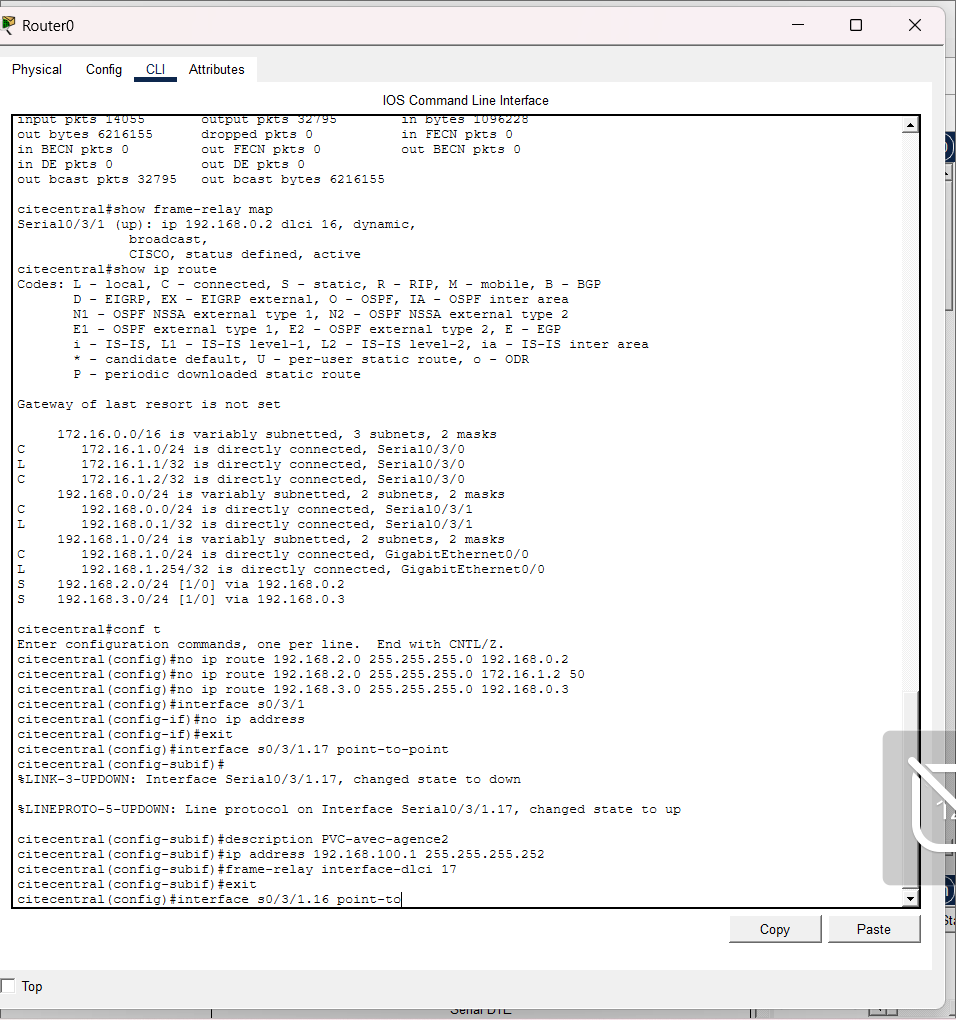 Router0
Physical Config CLI Attributes
IOS Command Line Interface
input pkts 14055 output pkts 32795 in bytes 1096228
out bytes 6216155 dropped pkts 0 in FECN pkts 0
in BECN pkts 0 out FECN pkts 0 out BECN pkts 0
in DE pkts 0 out DE pkts 0
out bcast pkts 32795 out bcast bytes 6216155
citecentral#show frame-relay map
Serial0/3/1 (up): ip 192.168.0.2 dlci 16, dynamic,
broadcast,
CISCO, status defined, active
citecentral#show ip route
Codes: L - local, C - connected, S - static, R - RIP, M - mobile, B - BGP
D - EIGRP, EX - EIGRP external, O - OSPF, IA - OSPF inter area
N1 - OSPF NSSA external type 1, N2 - OSPF NSSA external type 2
E1 - OSPF external type 1, E2 - OSPF external type 2, E - EGP
i - IS-IS, L1 - IS-IS level-1, L2 - IS-IS level-2, ia - IS-IS inter area
* - candidate default, U - per-user static route, o - ODR
P - periodic downloaded static route
Gateway of last resort is not set
172.16.0.0/16 is variably subnetted, 3 subnets, 2 masks
C 172.16.1.0/24 is directly connected, Serial0/3/0
L 172.16.1.1/32 is directly connected, Serial0/3/0
C 172.16.1.2/32 is directly connected, Serial0/3/0
192.168.0.0/24 is variably subnetted, 2 subnets, 2 masks
C 192.168.0.0/24 is directly connected, Serial0/3/1
L 192.168.0.1/32 is directly connected, Serial0/3/1
192.168.1.0/24 is variably subnetted, 2 subnets, 2 masks
C 192.168.1.0/24 is directly connected, GigabitEthernet0/0
L 192.168.1.254/32 is directly connected, GigabitEthernet0/0
S 192.168.2.0/24 [1/0] via 192.168.0.2
S 192.168.3.0/24 [1/0] via 192.168.0.3
citecentral#conf t
Enter configuration commands, one per line. End with CNTL/Z.
citecentral(config)#no ip route 192.168.2.0 255.255.255.0 192.168.0.2
citecentral(config)#no ip route 192.168.2.0 255.255.255.0 172.16.1.2 50
citecentral(config)#no ip route 192.168.3.0 255.255.255.0 192.168.0.3
citecentral(config)#interface s0/3/1
citecentral(config-if)#no ip address
citecentral(config-if)#exit
citecentral(config)#interface s0/3/1.17 point-to-point
citecentral(config-subif)#
%LINK-3-UPDOWN: Interface Serial0/3/1.17, changed state to down
%LINEPROTO-5-UPDOWN: Line protocol on Interface Serial0/3/1.17, changed state to up
citecentral(config-subif)#description PVC-avec-agence2
citecentral(config-subif)#ip address 192.168.100.1 255.255.255.252
citecentral(config-subif)#frame-relay interface-dlci 17
citecentral(config-subif)#exit
citecentral(config)#interface s0/3/1.16 point-to
Copy Paste
Top
Serial DTE